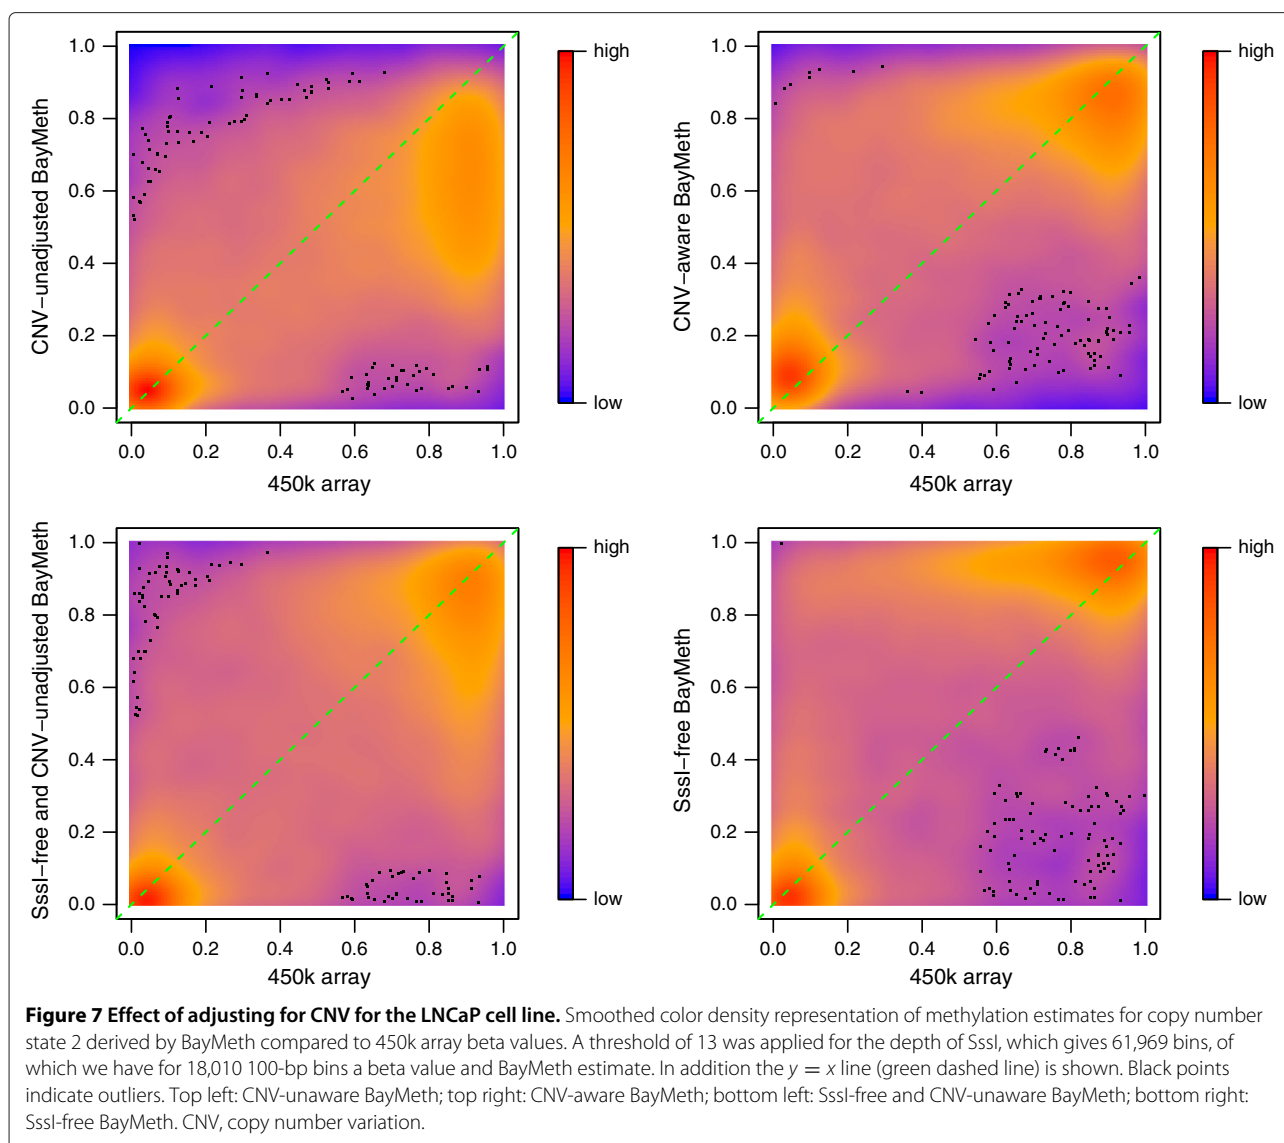 CNV−unadjusted BayMeth
1.0
0.8
0.6
0.4
0.2
0.0
0.0 0.2 0.4 0.6 0.8 1.0
450k array
high
low
CNV−aware BayMeth
1.0
0.8
0.6
0.4
0.2
0.0
0.0 0.2 0.4 0.6 0.8 1.0
450k array
high
low
SssI−free and CNV−unadjusted BayMeth
1.0
0.8
0.6
0.4
0.2
0.0
0.0 0.2 0.4 0.6 0.8 1.0
450k array
high
low
SssI−free BayMeth
1.0
0.8
0.6
0.4
0.2
0.0
0.0 0.2 0.4 0.6 0.8 1.0
450k array
high
low
Figure 7 Effect of adjusting for CNV for the LNCaP cell line. Smoothed color density representation of methylation estimates for copy number
state 2 derived by BayMeth compared to 450k array beta values. A threshold of 13 was applied for the depth of SssI, which gives 61,969 bins, of
which we have for 18,010 100-bp bins a beta value and BayMeth estimate. In addition the y = x line (green dashed line) is shown. Black points
indicate outliers. Top left: CNV-unaware BayMeth; top right: CNV-aware BayMeth; bottom left: SssI-free and CNV-unaware BayMeth; bottom right:
SssI-free BayMeth. CNV, copy number variation.